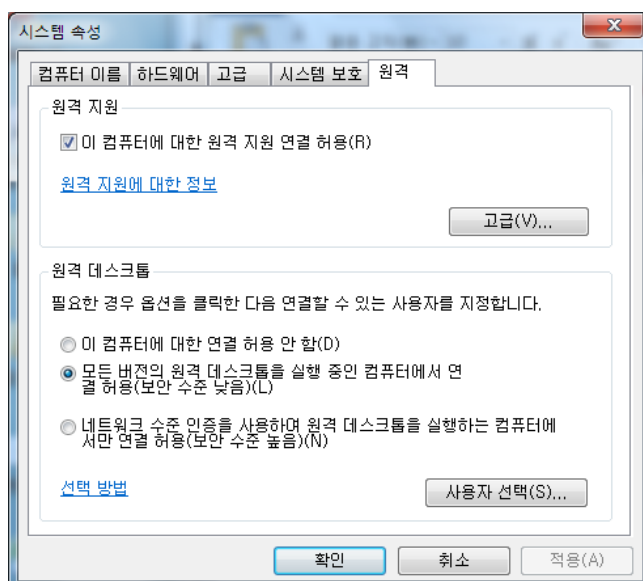 시스템 속성
컴퓨터 이름 하드웨어 고급 시스템 보호 원격
원격 지원
이 컴퓨터에 대한 원격 지원 연결 허용(R)
원격 지원에 대한 정보
고급(V)...
원격 데스크톱
필요한 경우 옵션을 클릭한 다음 연결할 수 있는 사용자를 지정합니다.
이 컴퓨터에 대한 연결 허용 안 함(D)
모든 버전의 원격 데스크톱을 실행 중인 컴퓨터에서 연
결 허용(보안 수준 낮음)(L)
네트워크 수준 인증을 사용하며 원격 데스크톱을 실행하는 컴퓨터에
서만 연결 허용(보안 수준 높음)(N)
선택 방법
사용자 선택(S)...
확인 취소 적용(A)